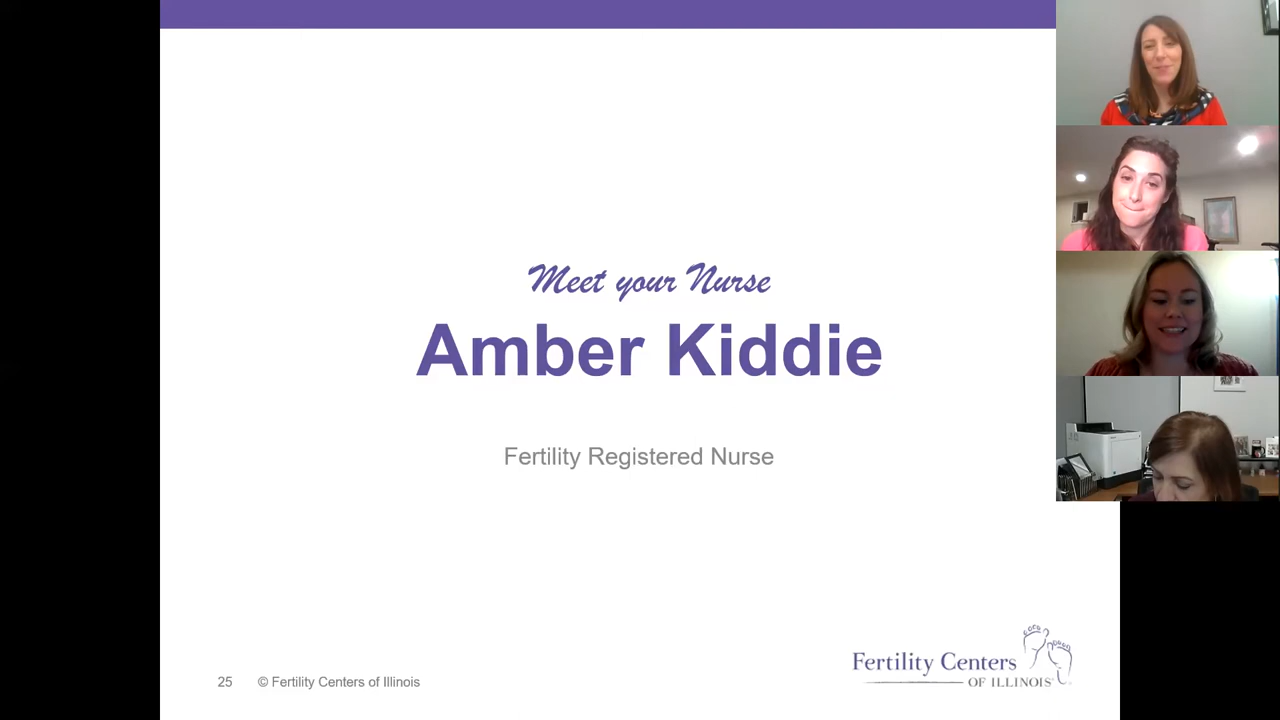 Meet your Nurse
Amber Kiddie
Fertility Registered Nurse
25 © Fertility Centers of Illinois
Fertility Centers
OF ILLINOIS